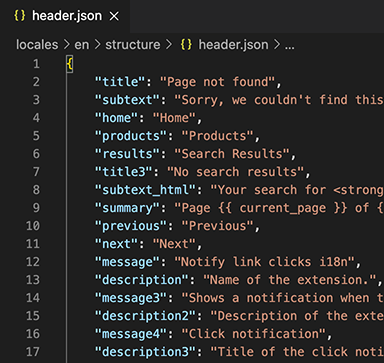 {} header.json ×
locales > en > structure > {} header.json > ...
1 {
2 "title": "Page not found",
3 "subtext": "Sorry, we couldn't find this
4 "home": "Home",
5 "products": "Products",
6 "results": "Search Results",
7 "title3": "No search results",
8 "subtext_html": "Your search for <strong
9 "summary": "Page {{ current_page }} of {
10 "previous": "Previous",
11 "next": "Next",
12 "message": "Notify link clicks i18n",
13 "description": "Name of the extension.",
14 "message3": "Shows a notification when t
15 "description2": "Description of the exte
16 "message4": "Click notification",
17 "description3": "Title of the click noti